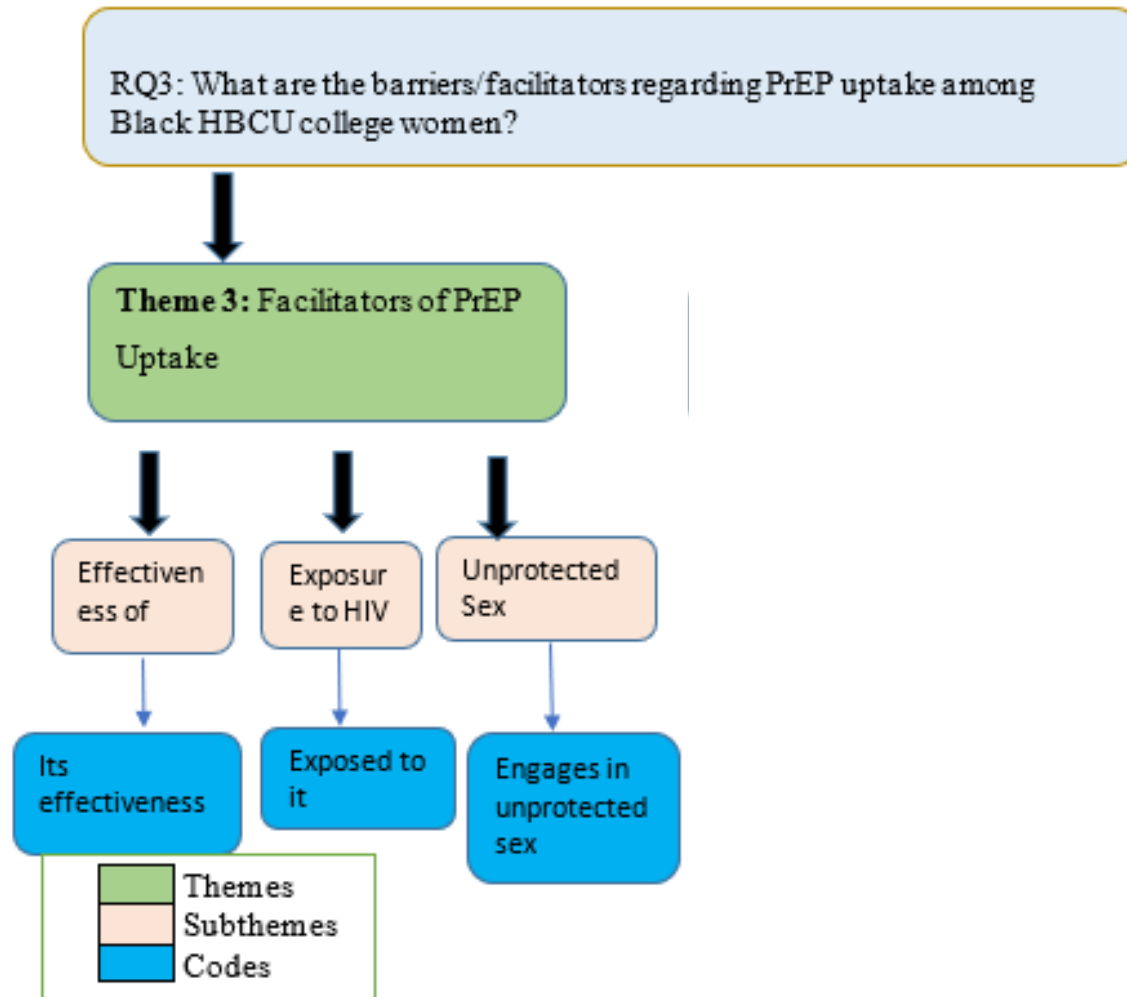 RQ3: What are the barriers/facilitators regarding PrEP uptake among
Black HBCU college women?
Theme 3: Facilitators of PrEP
Uptake
Effectiven
ess of
Exposur
e to HIV
Unprotected
Sex
Its
effectiveness
Exposed to
it
Engages in
unprotected
sex
Themes
Subthemes
Codes